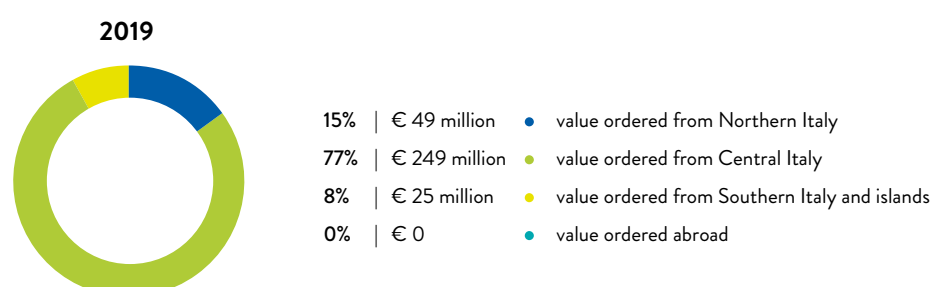 2019
15% | € 49 million value ordered from Northern Italy
77% | € 249 million value ordered from Central Italy
8% | € 25 million value ordered from Southern Italy and islands
0% | € 0 value ordered abroad